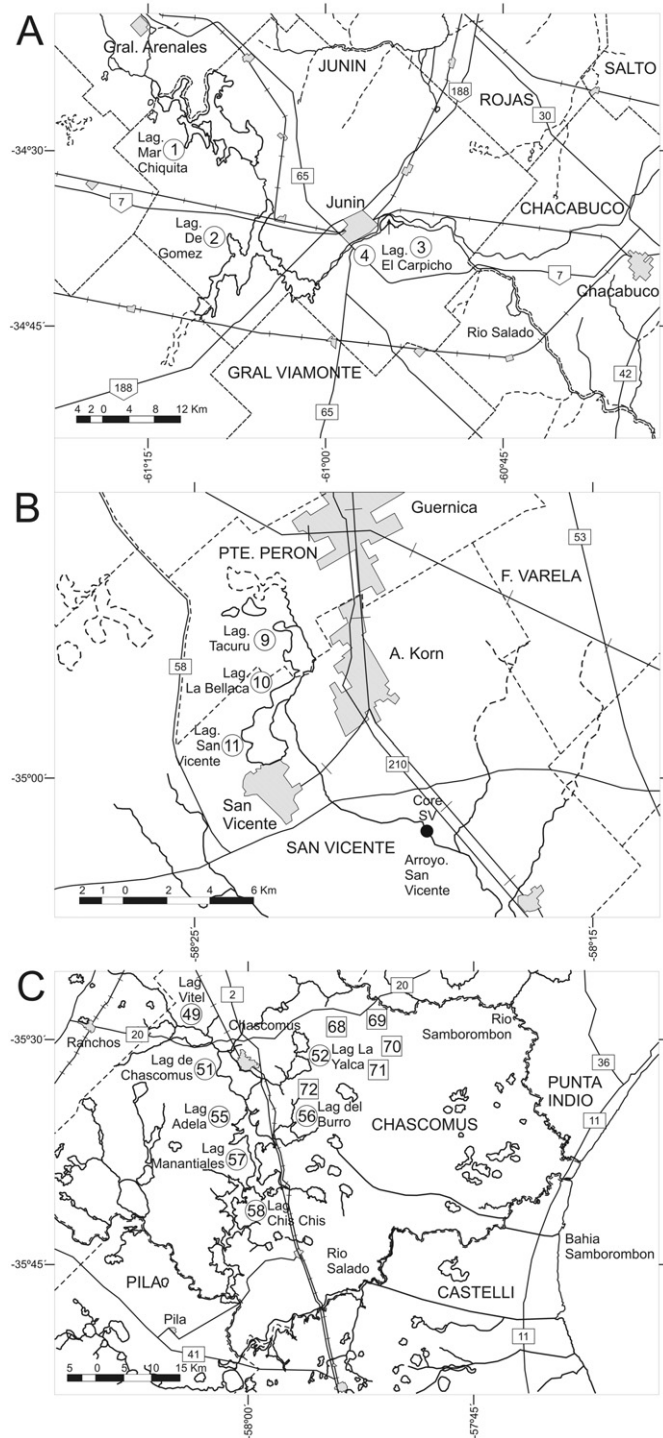 A
Gral. Arenales
JUNIN
SALTO
188
ROJAS
30
-34°30
Lag.
Mar
Chiquita
1
65
7
Junin
CHACABUCO
Lag.
De
Gomez
2
4
Lag.
El Carpicho
3
7
Chacabuco
-34°45
Rio Salado
GRAL VIAMONTE
188
42
65
4 2 0 4 8 12 Km
-61°15
-61°00
-60°45
B
Guernica
PTE. PERON
53
F. VARELA
Lag.
Tacuru
9
A. Korn
58
Lag.
La Bellaca
10
Lag.
San
Vicente
11
-35°00
210
San
Vicente
Core
SV
SAN VICENTE
Arroyo.
San
Vicente
2 1 0 2 4 6 Km
-58°25
-58°15
C
Lag
Vitel
49
2
20
Chascomus
68
69
Rio
Samborombon
-35°30
20
Ranchos
70
36
Lag de
Chascomus
51
52
Lag La
Yalca
71
PUNTA
INDIO
72
11
Lag
Adela
55
56
Lag del
Burro
CHASCOMUS
Lag
Manantiales
57
58
Lag
Chis Chis
Bahia
Samborombon
Rio
Salado
-35°45
PILA
CASTELLI
Pila
41
11
5 0 5 10 15 Km
-58°00
-57°45